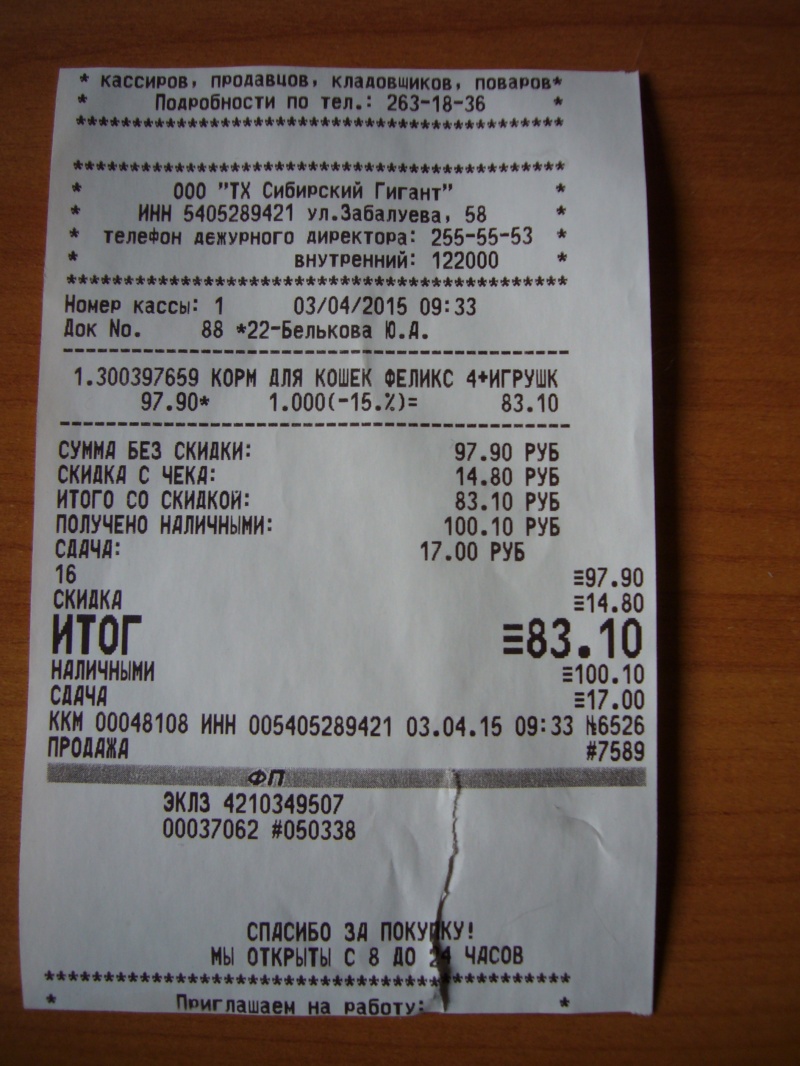 * кассиров, продавцов, кладовщиков, поваров*
* Подробности по тел.: 263-18-36 *
*******************************************
*******************************************
* ООО "ТХ Сибирский Гигант" *
* ИНН 5405289421 ул.Забалуева, 58 *
* телефон дежурного директора: 255-55-53 *
* внутренний: 122000 *
*******************************************
Номер кассы: 1 03/04/2015 09:33
Док No. 88 *22-Белькова Ю.А.
--------------------------------------------
1.300397659 КОРМ ДЛЯ КОШЕК ФЕЛИКС 4+ИГРУШК
97.90* 1.000(-15.%)= 83.10
--------------------------------------------
СУММА БЕЗ СКИДКИ: 97.90 РУБ
СКИДКА С ЧЕКА: 14.80 РУБ
ИТОГО СО СКИДКОЙ: 83.10 РУБ
ПОЛУЧЕНО НАЛИЧНЫМИ: 100.10 РУБ
СДАЧА: 17.00 РУБ
16 ≡97.90
СКИДКА ≡14.80
ИТОГ ≡83.10
НАЛИЧНЫМИ ≡100.10
СДАЧА ≡17.00
ККМ 00048108 ИНН 005405289421 03.04.15 09:33 №6526
ПРОДАЖА #7589
ФП
ЭКЛЗ 4210349507
00037062 #050338
СПАСИБО ЗА ПОКУПКУ!
МЫ ОТКРЫТЫ С 8 ДО 24 ЧАСОВ
*******************************************
* Приглашаем на работу: *